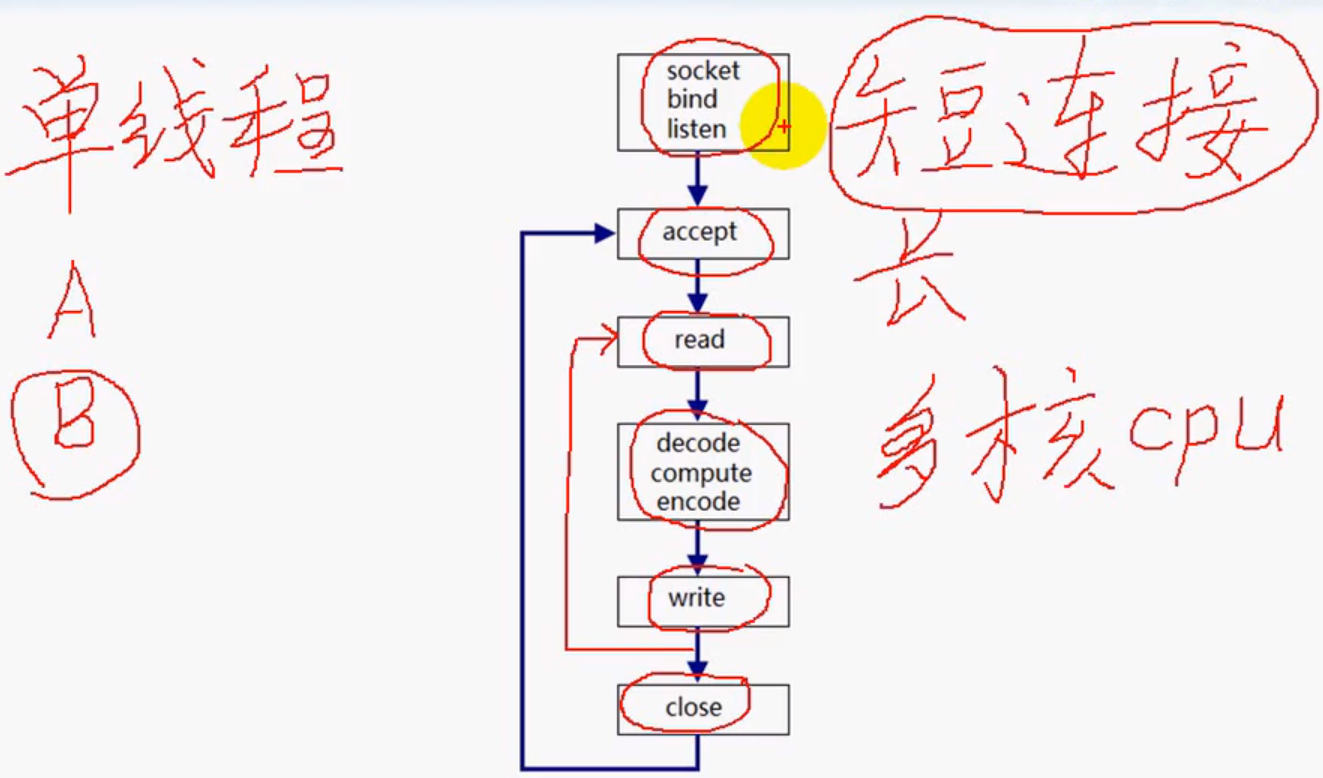 单线程
A
B
socket
bind
listen
accept
read
decode
compute
encode
write
close
短连接
长
多核cpu